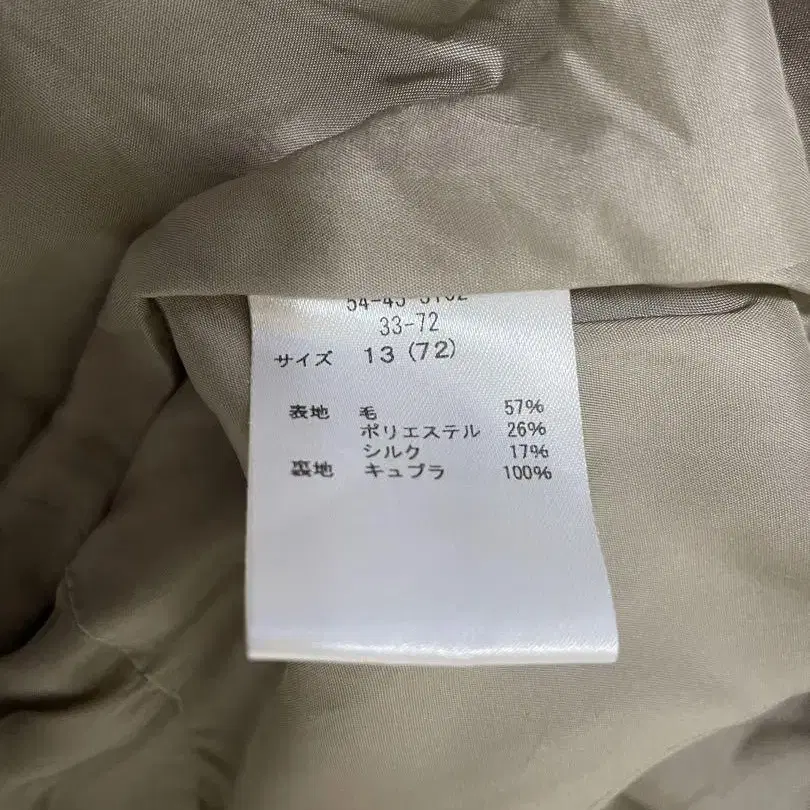 33-72
サイズ 13 (72)
表地 毛 57%
ポリエステル 26%
シルク 17%
裏地 キュプラ 100%